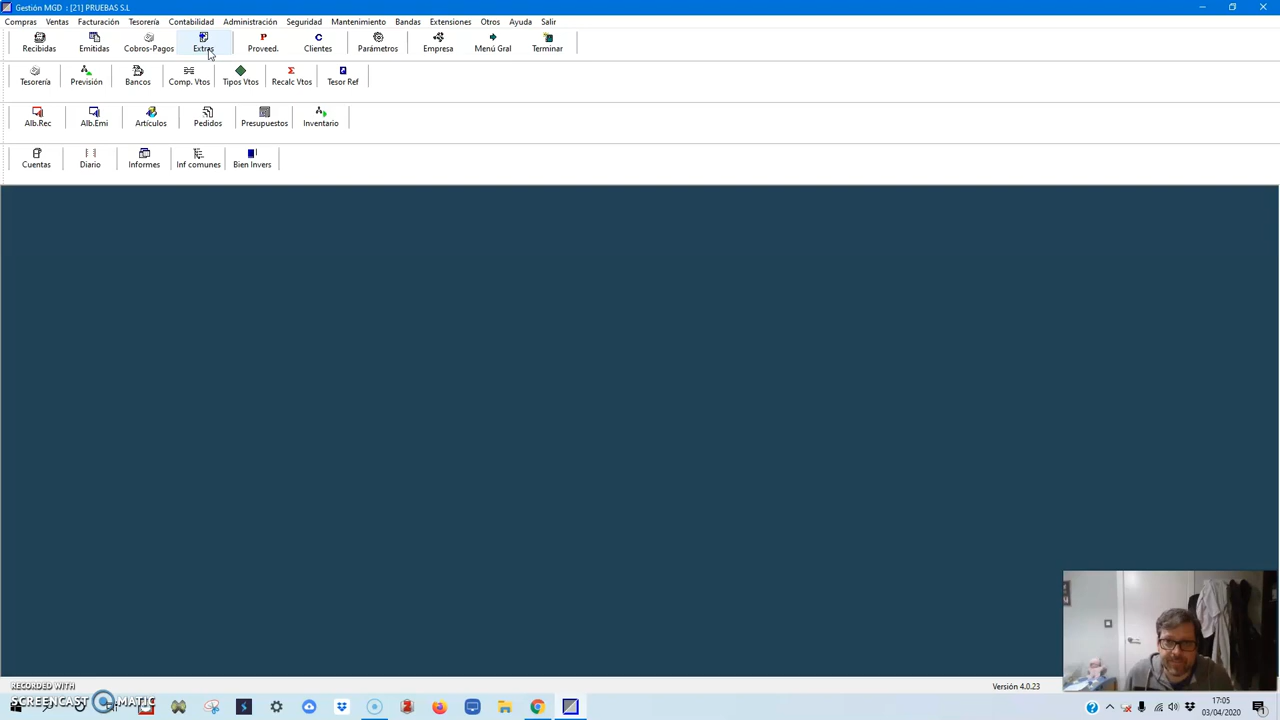 Gestión MGD : [21] PRUEBAS S.L
Compras Ventas Facturación Tesorería Contabilidad Administración Seguridad Mantenimiento Bandas Extensiones Otros Ayuda Salir
Recibidas Emitidas Cobros-Pagos Extras Proveed. Clientes Parámetros Empresa Menú Gral Terminar
Tesorería Previsión Bancos Comp. Vtos Tipos Vtos Recalc Vtos Tesor Ref
Alb.Rec Alb.Emi Artículos Pedidos Presupuestos Inventario
Cuentas Diario Informes Inf comunes Bien Invers
Versión 4.0.23
RECORDED WITH
SCREENCAST MATIC
17:05
03/04/2020